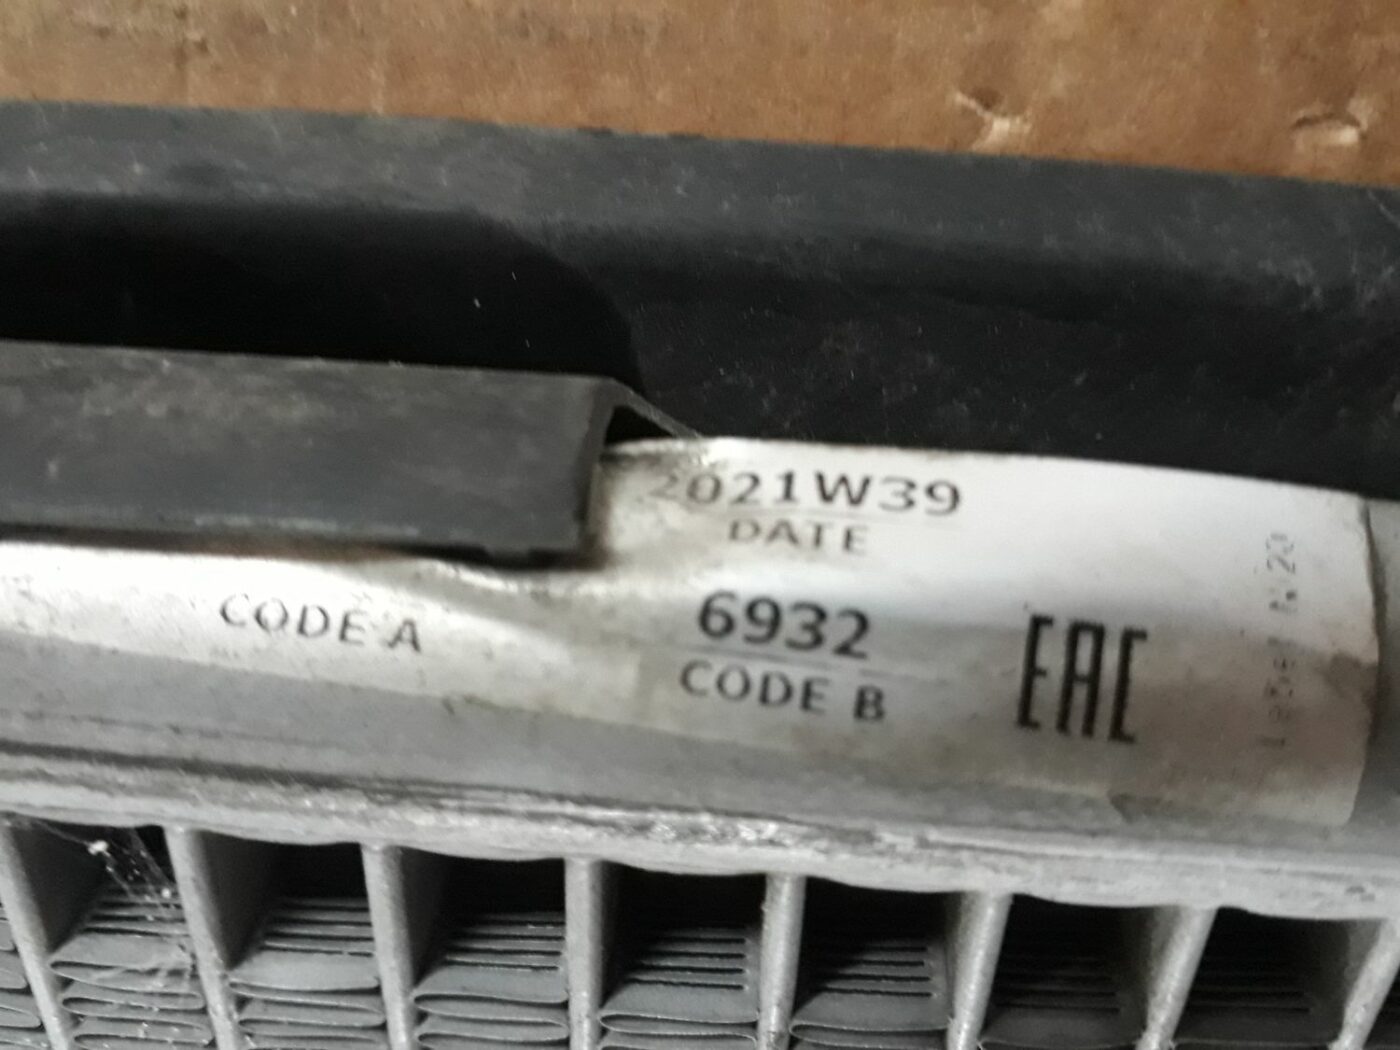 2021W39
DATE
CODE A
6932
CODE B
EAC